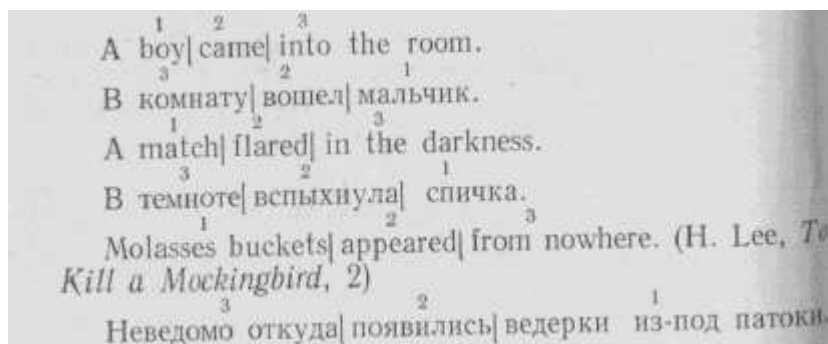 1 2 3
A boy| came| into the room.
3 2 1
В комнату| вошел| мальчик.
1 2 3
A match| flared| in the darkness.
3 2 1
В темноте| вспыхнула| спичка.
1 2 3
Molasses buckets| appeared| from nowhere. (H. Lee, To
Kill a Mockingbird, 2)
3 2 1
Неведомо откуда| появились| ведерки из-под патоки.